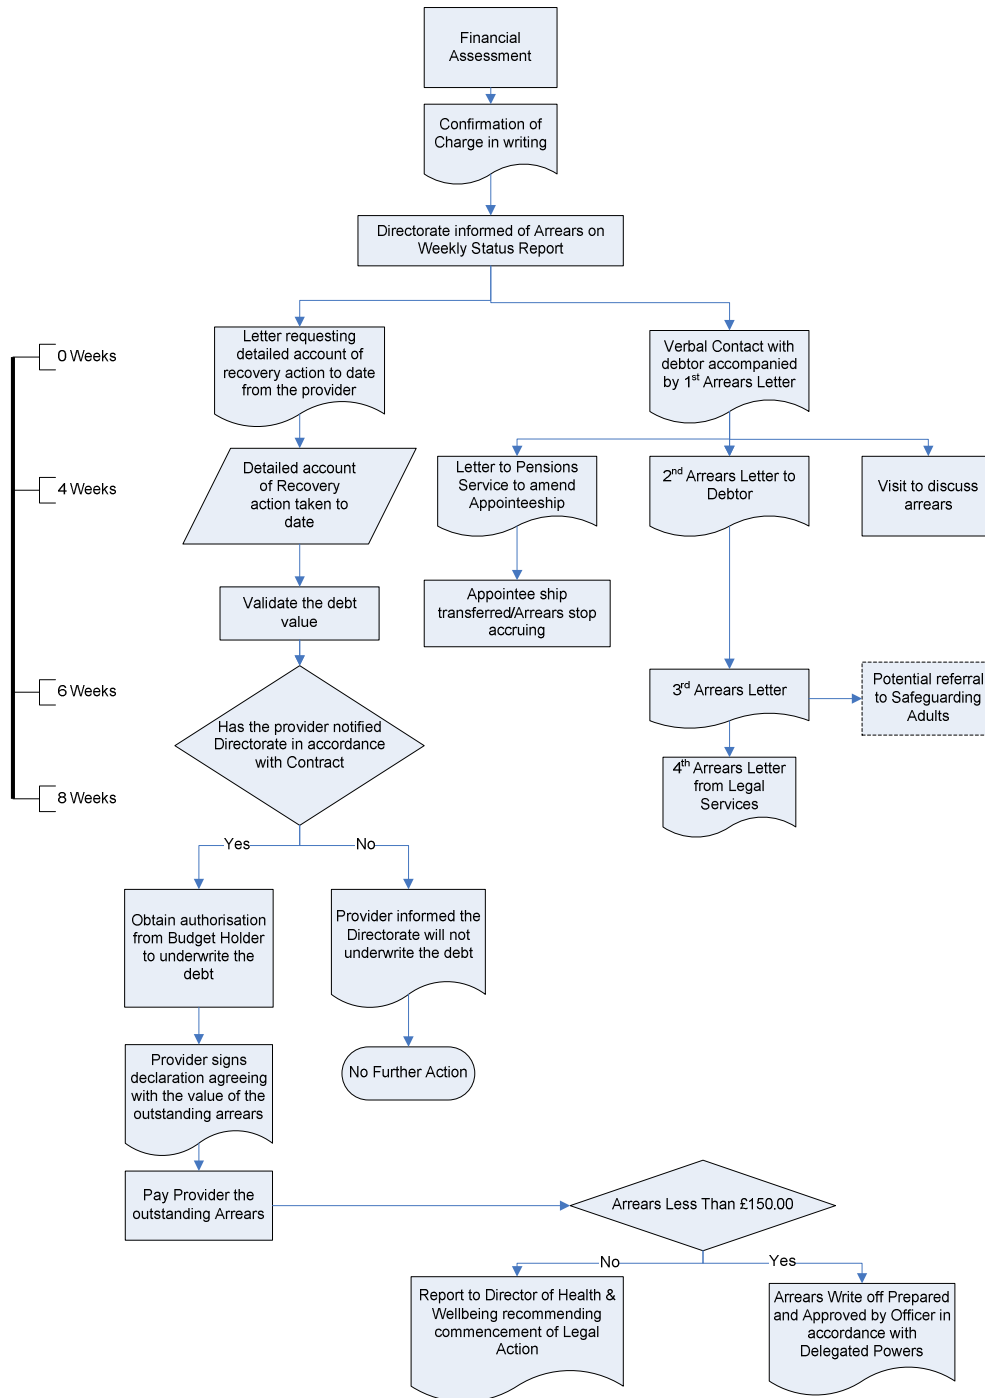 Financial
Assessment
Confirmation of
Charge in writing
Directorate informed of Arrears on
Weekly Status Report
0 Weeks
Letter requesting
detailed account of
recovery action to date
from the provider
Verbal Contact with
debtor accompanied
by 1st Arrears Letter
4 Weeks
Detailed account
of Recovery
action taken to
date
Letter to Pensions
Service to amend
Appointeeship
2nd Arrears Letter to
Debtor
Visit to discuss
arrears
Validate the debt
value
Appointee ship
transferred/Arrears stop
accruing
6 Weeks
3rd Arrears Letter
Potential referral
to Safeguarding
Adults
Has the provider notified
Directorate in accordance
with Contract
8 Weeks
4th Arrears Letter
from Legal
Services
Yes
No
Obtain authorisation
from Budget Holder
to underwrite the
debt
Provider informed the
Directorate will not
underwrite the debt
Provider signs
declaration agreeing
with the value of the
outstanding arrears
No Further Action
Pay Provider the
outstanding Arrears
Arrears Less Than £150.00
No
Yes
Report to Director of Health &
Wellbeing recommending
commencement of Legal
Action
Arrears Write off Prepared
and Approved by Officer in
accordance with
Delegated Powers